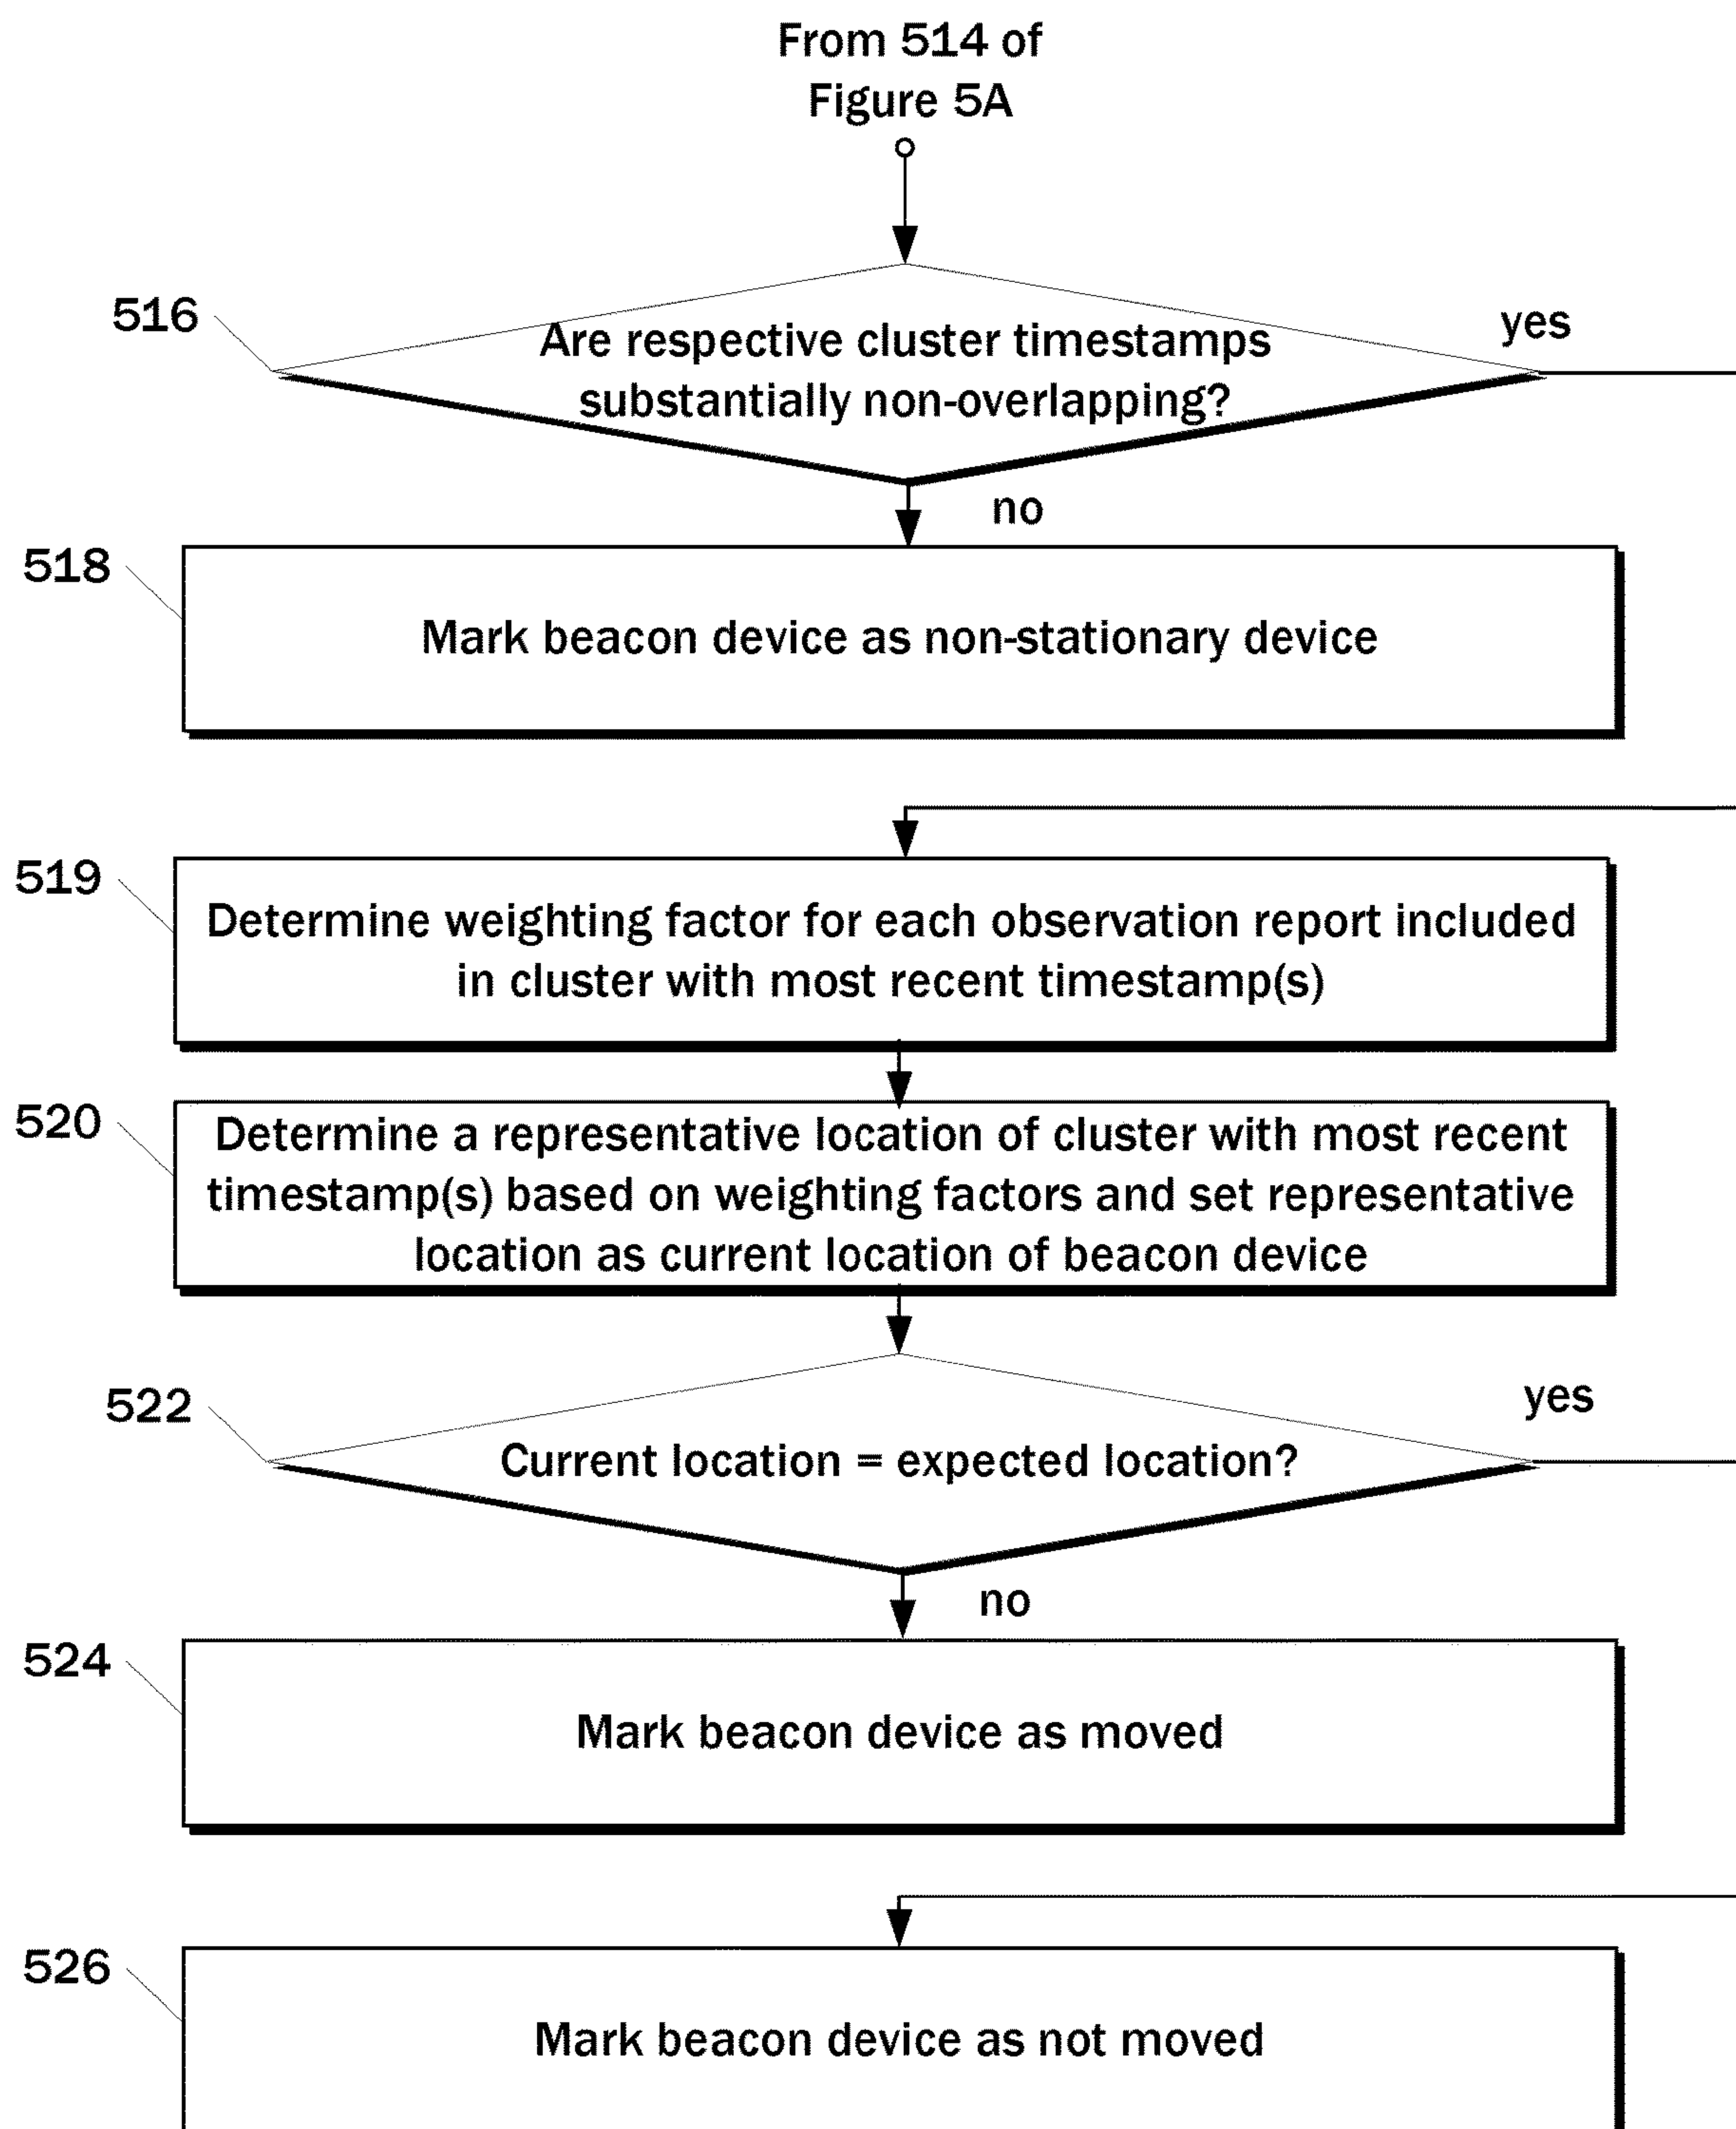 From 514 of
Figure 5A
516
Are respective cluster timestamps
substantially non-overlapping?
yes
no
518
Mark beacon device as non-stationary device
519
Determine weighting factor for each observation report included
in cluster with most recent timestamp(s)
520
Determine a representative location of cluster with most recent
timestamp(s) based on weighting factors and set representative
location as current location of beacon device
522
Current location = expected location?
yes
no
524
Mark beacon device as moved
526
Mark beacon device as not moved